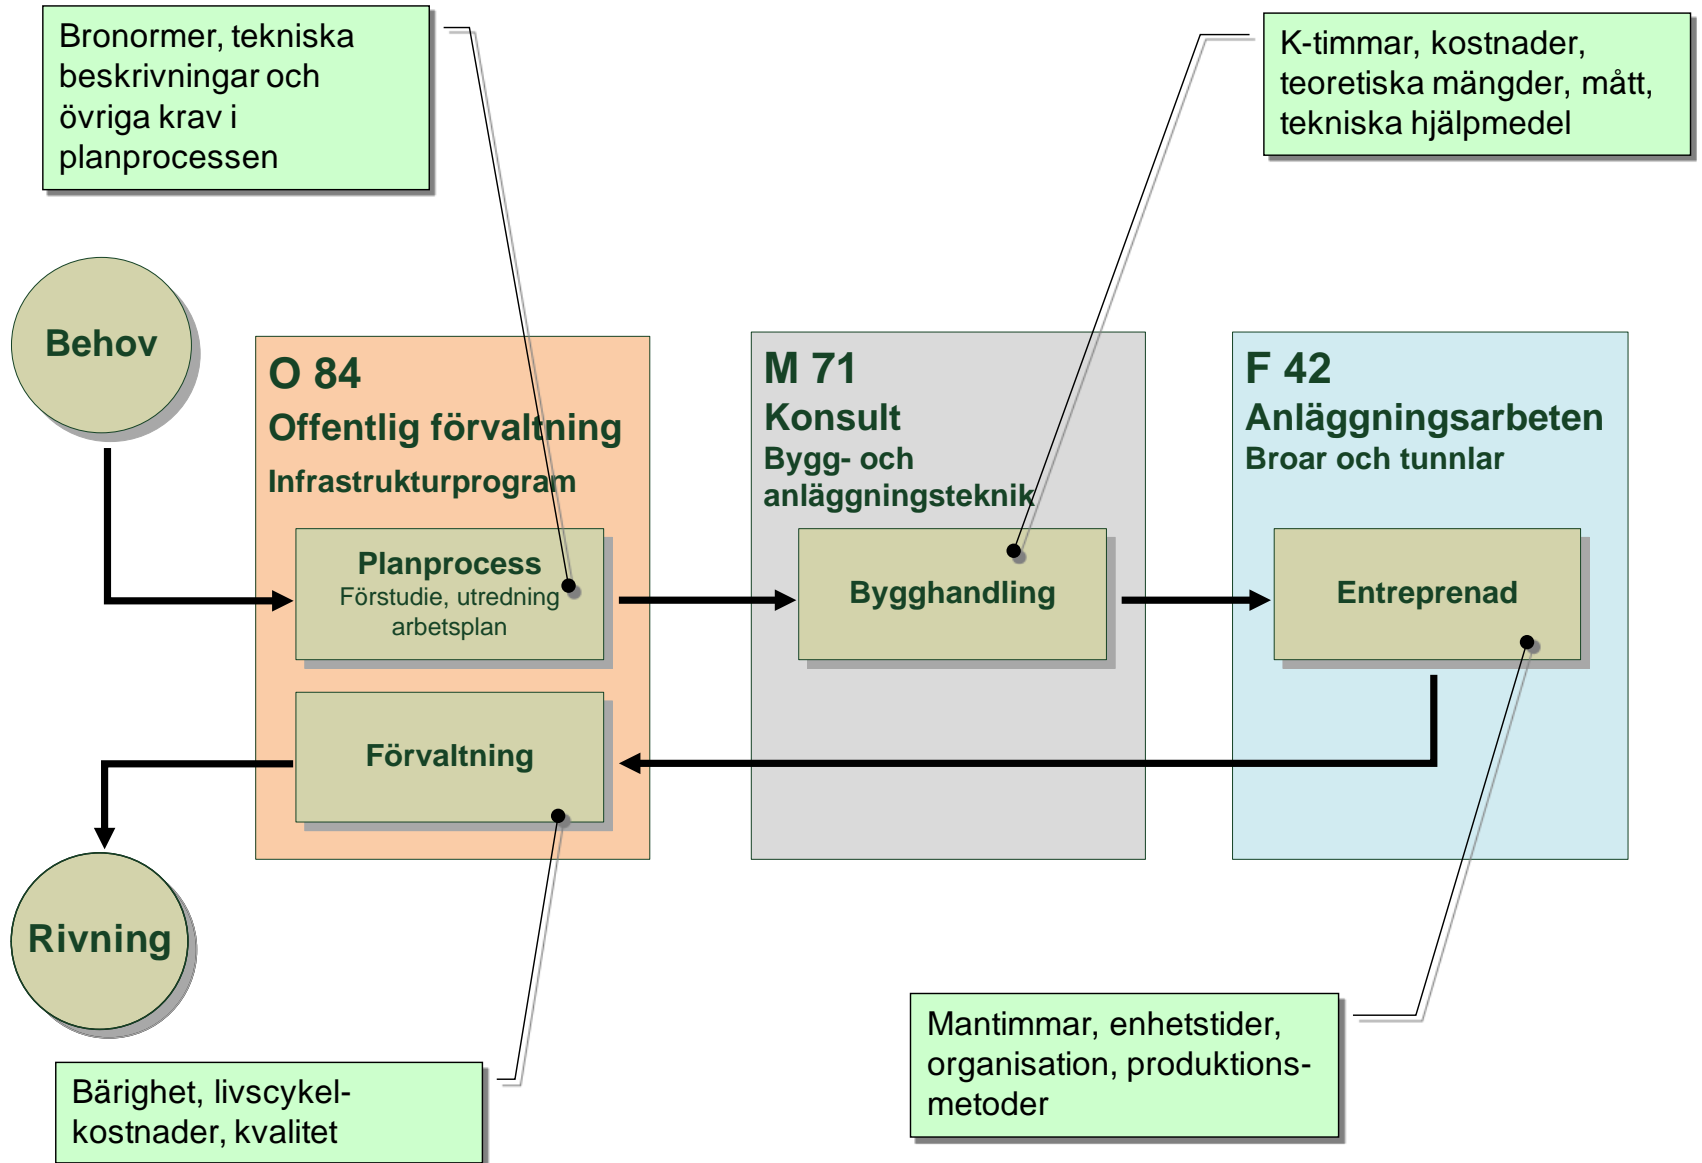 Bronormer, tekniska
beskrivningar och
övriga krav i
planprocessen
K-timmar, kostnader,
teoretiska mängder, mått,
tekniska hjälpmedel
Behov
O 84
Offentlig förvaltning
Infrastrukturprogram
Planprocess
Förstudie, utredning
arbetsplan
Förvaltning
M 71
Konsult
Bygg- och
anläggningsteknik
Bygghandling
F 42
Anläggningsarbeten
Broar och tunnlar
Entreprenad
Rivning
Bärighet, livscykel-
kostnader, kvalitet
Mantimmar, enhetstider,
organisation, produktions-
metoder